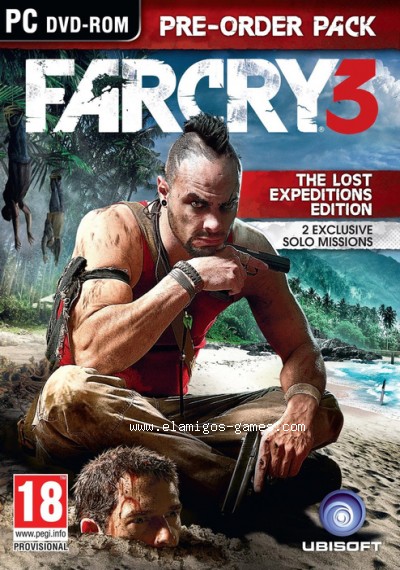 PC DVD-ROM
PRE-ORDER PACK
FARCRY3
THE LOST
EXPEDITIONS
EDITION
2 EXCLUSIVE
SOLO MISSIONS
www.elamigos-games.com
18
www.pegi.info
PROVISIONAL
UBISOFT